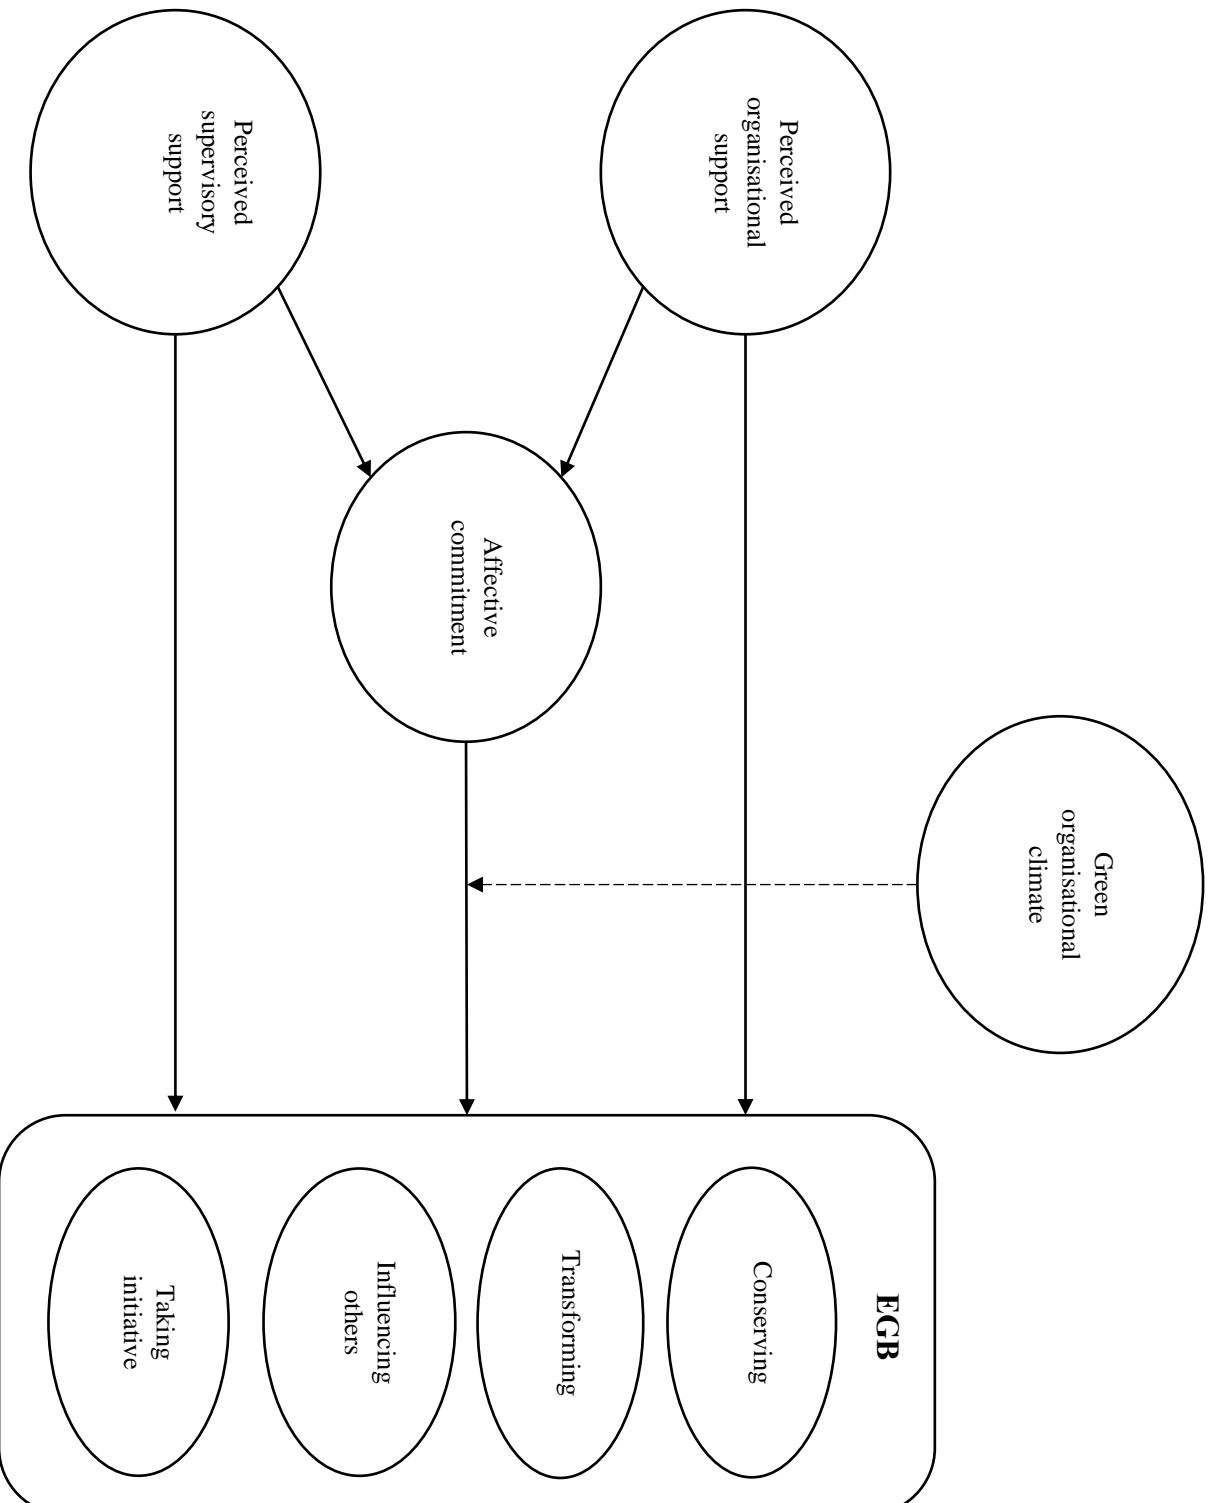 Green
organisational
climate
Perceived
organisational
support
Perceived
supervisory
support
Affective
commitment
EGB
Conserving
Transforming
Influencing
others
Taking
initiative